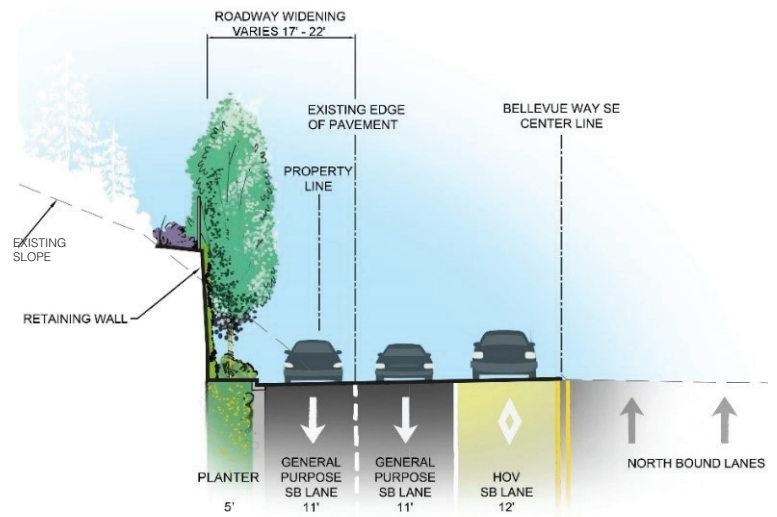 ROADWAY WIDENING
VARIES 17' - 22'
EXISTING EDGE
OF PAVEMENT
BELLEVUE WAY SE
CENTER LINE
PROPERTY
LINE
EXISTING
SLOPE
RETAINING WALL
PLANTER
5'
GENERAL
PURPOSE
SB LANE
11'
GENERAL
PURPOSE
SB LANE
11'
HOV
SB LANE
12'
NORTH BOUND LANES